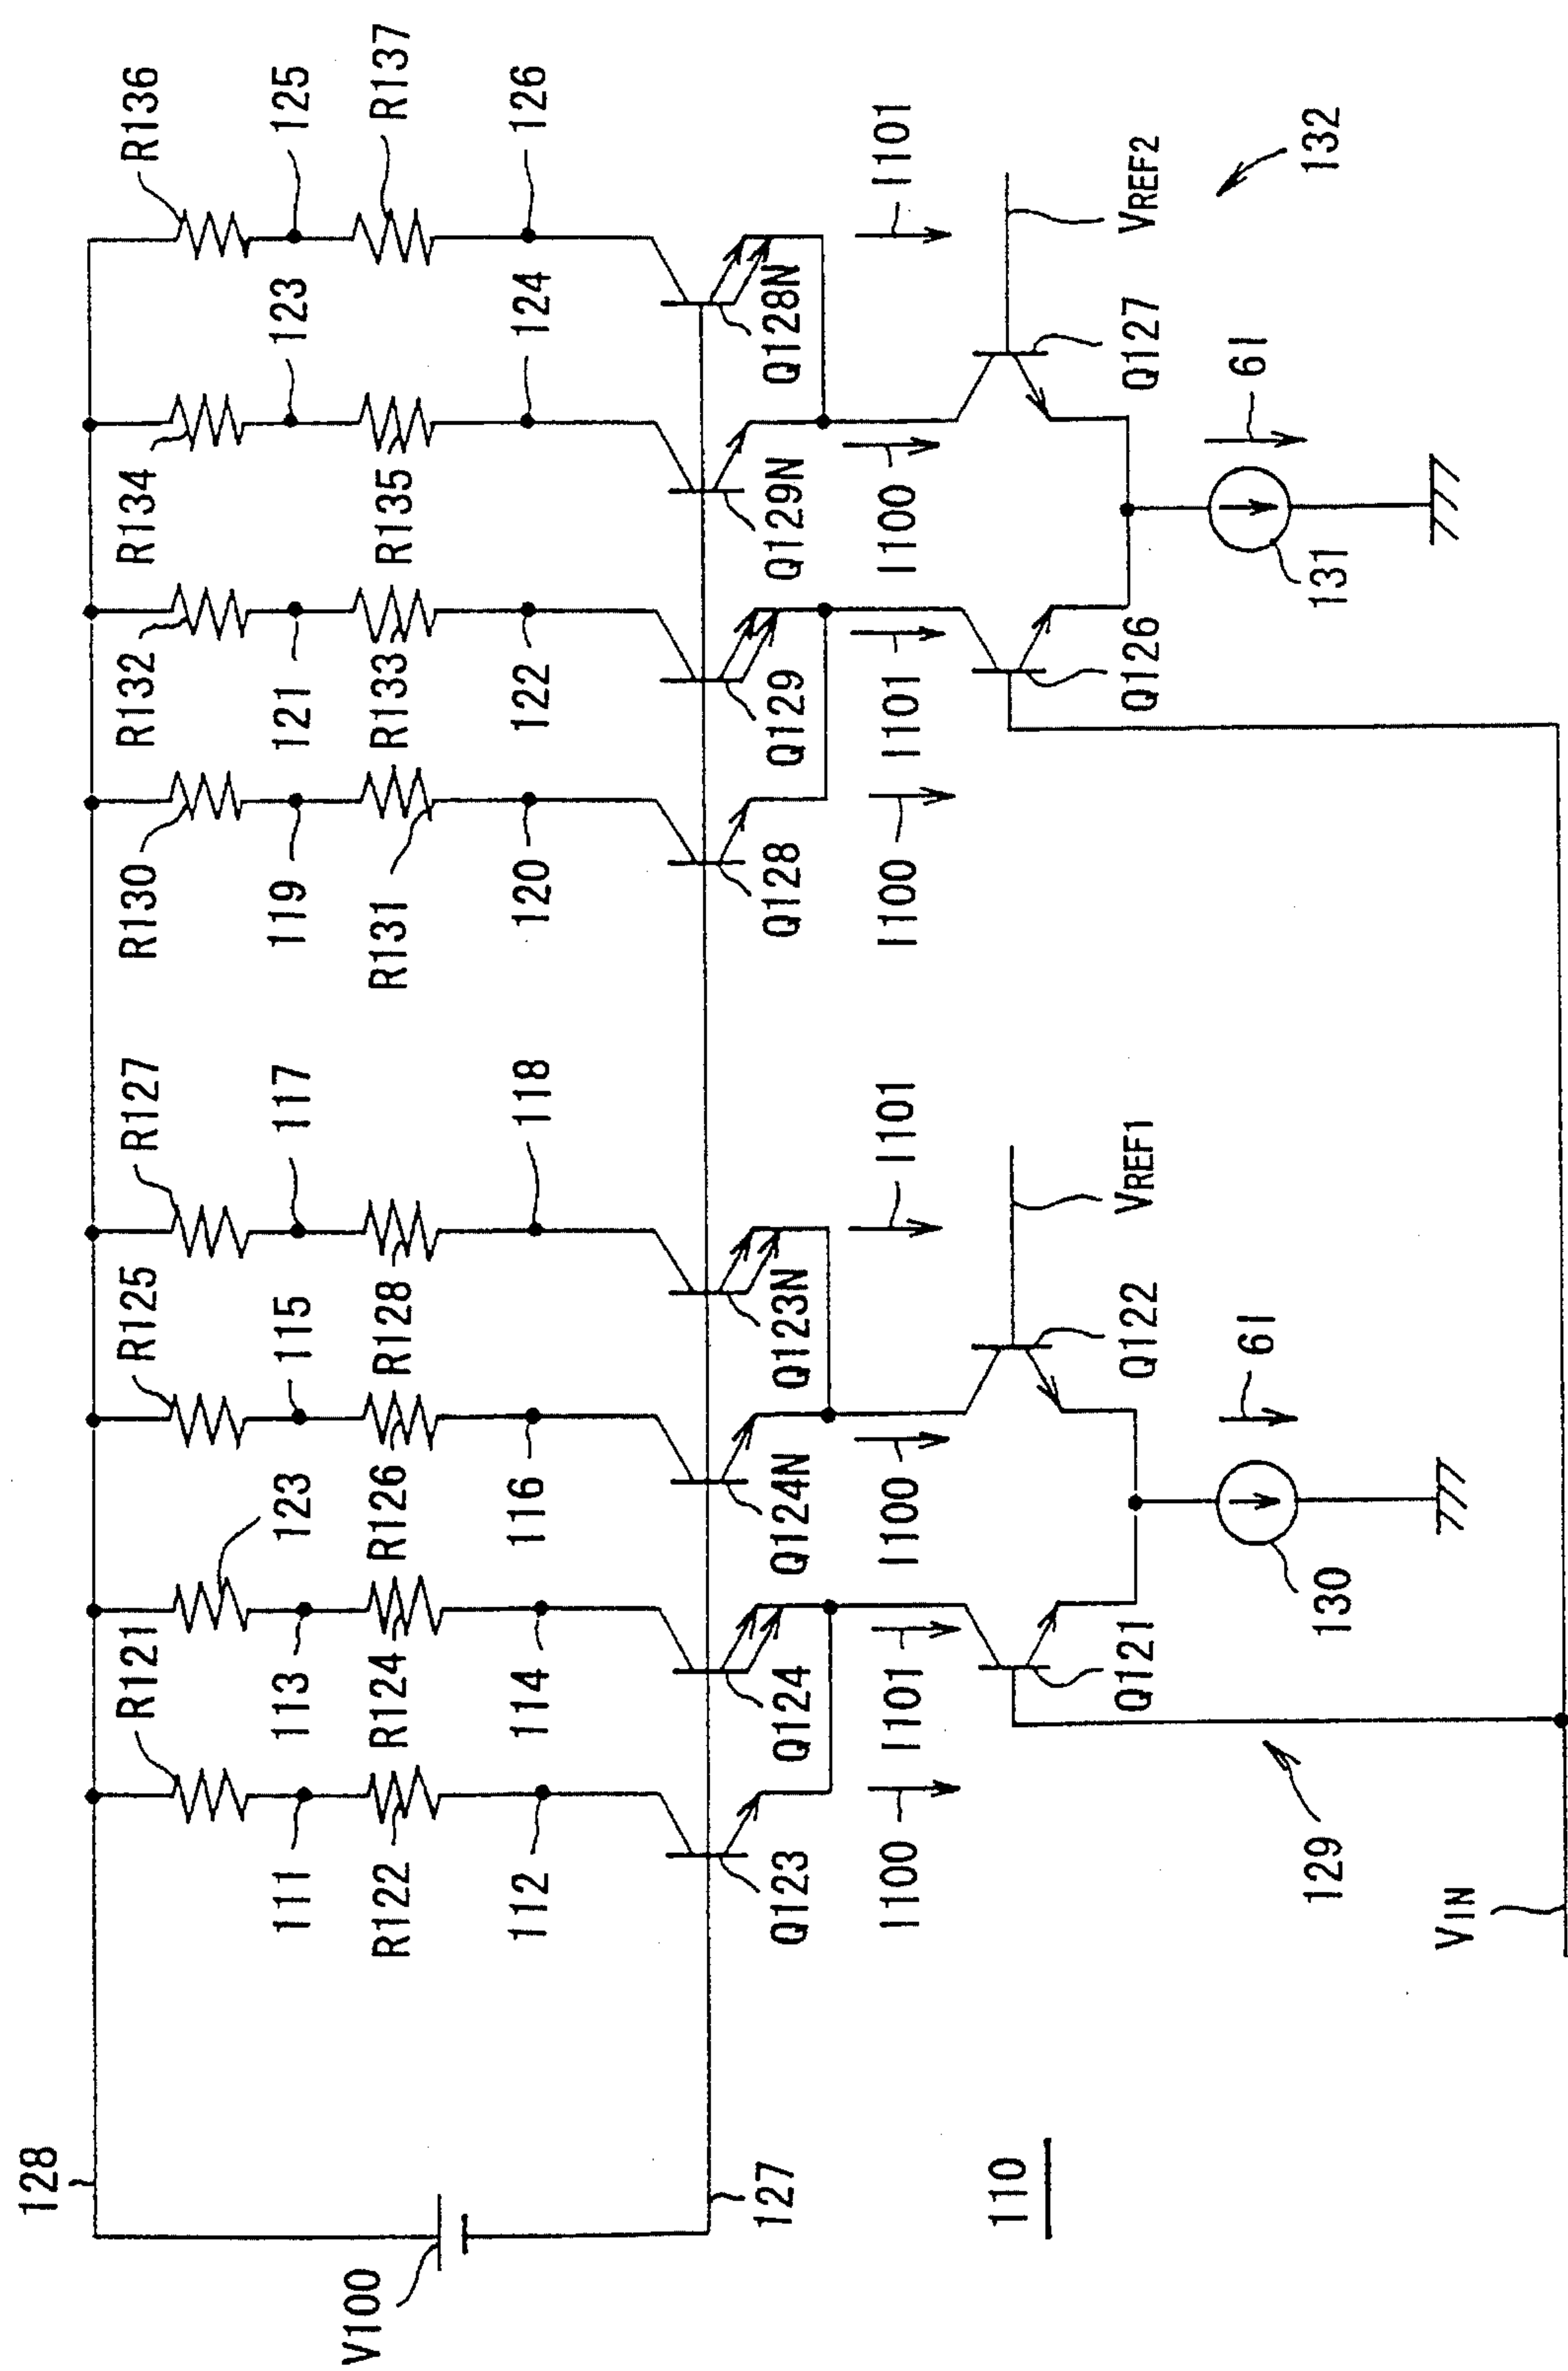 128
R121
R125
R127
R130
R132
R134
R136
111
113
123
115
117
119
121
123
125
V100
R122
R124
R126
R128
R131
R133
R135
R137
112
114
116
118
120
122
124
126
127
Q123
Q124
Q124N
Q123N
Q128
Q129
Q129N
Q128N
I100
I101
I100
I101
I100
I101
I100
I101
110
Q121
Q122
VREF1
Q126
Q127
VREF2
6I
6I
129
130
131
132
VIN